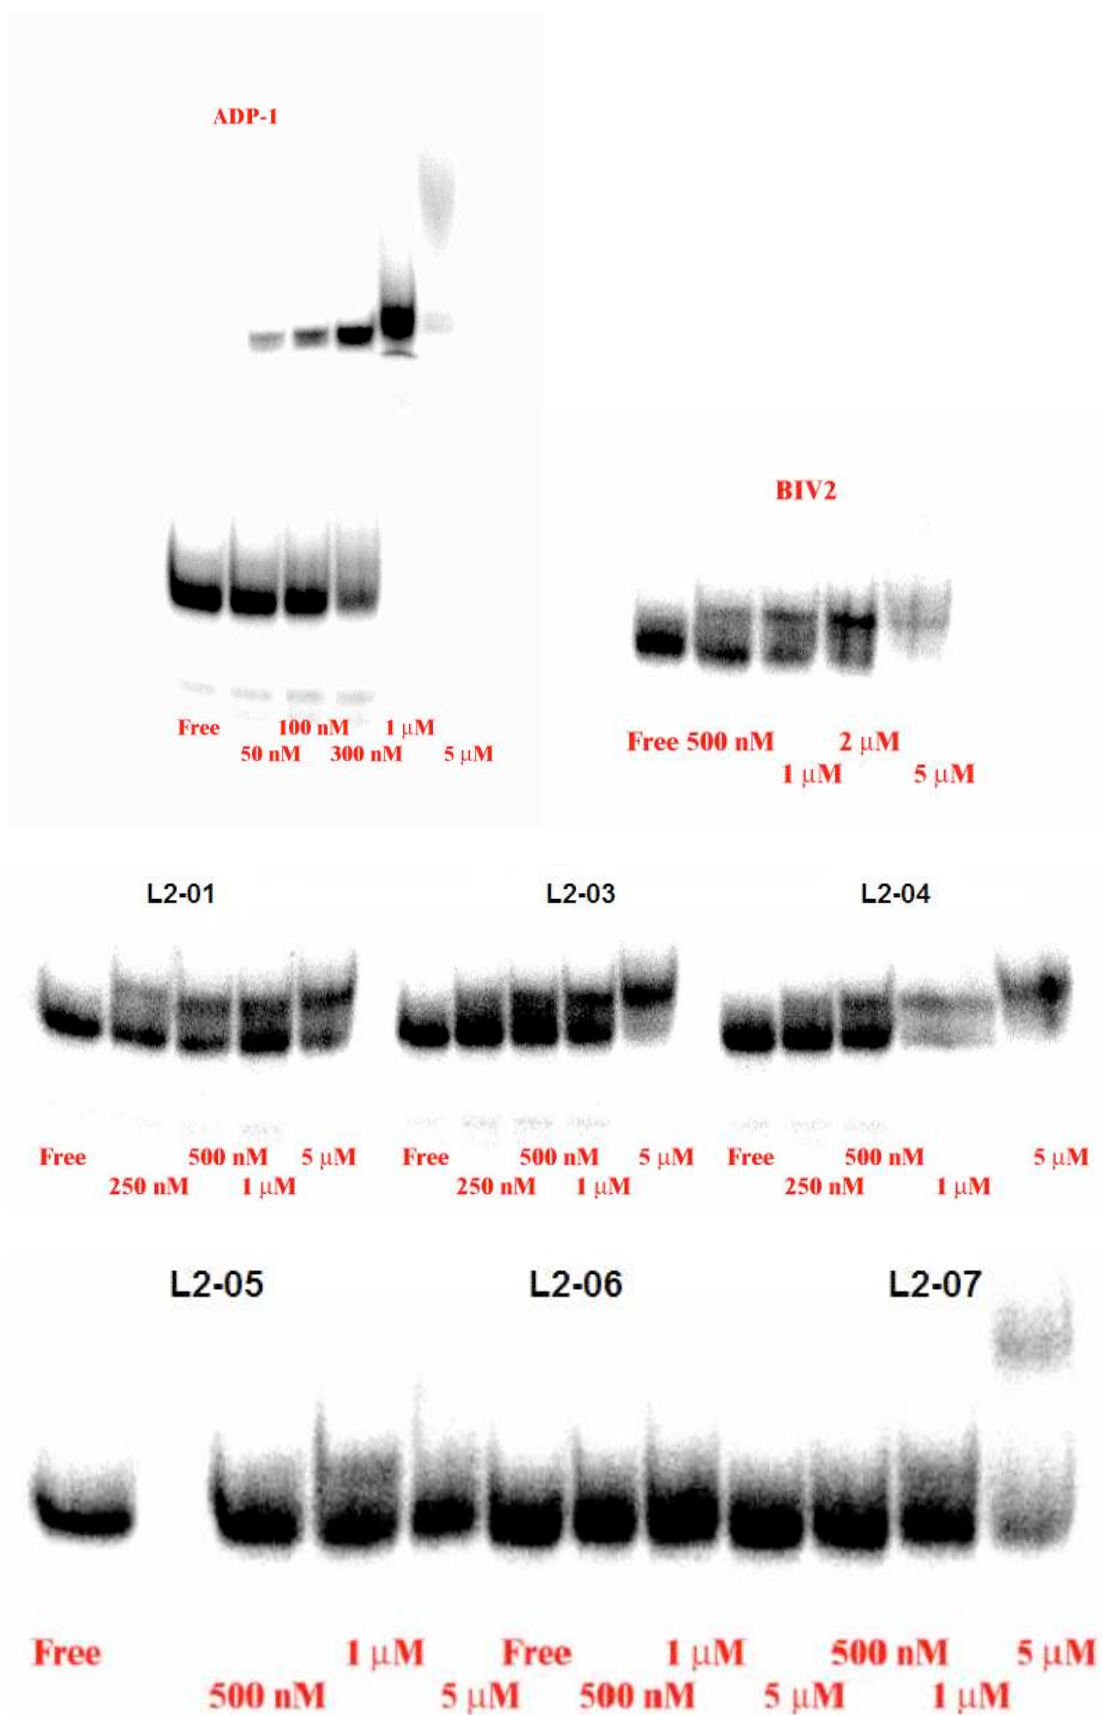 ADP-1
Free 100 nM 1 μM
50 nM 300 nM 5 μM
BIV2
Free 500 nM 2 μM
1 μM 5 μM
L2-01 L2-03 L2-04
Free 500 nM 5 μM Free 500 nM 5 μM Free 500 nM 5 μM
250 nM 1 μM 250 nM 1 μM 250 nM 1 μM
L2-05 L2-06 L2-07
Free 1 μM Free 1 μM 500 nM 5 μM
500 nM 5 μM 500 nM 5 μM 1 μM